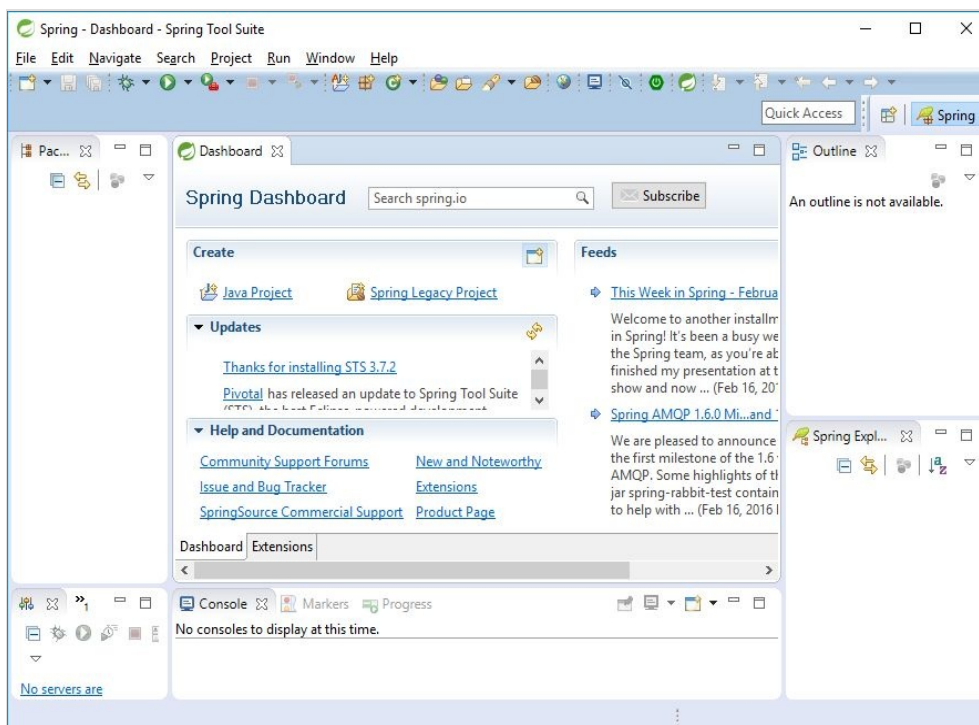 Spring - Dashboard - Spring Tool Suite
File Edit Navigate Search Project Run Window Help
Quick Access
Spring
Pac...
Dashboard
Outline
Spring Dashboard
Search spring.io
Subscribe
An outline is not available.
Create
Java Project
Spring Legacy Project
Updates
Thanks for installing STS 3.7.2
Pivotal has released an update to Spring Tool Suite
(STS), the best Eclipse-powered development
Help and Documentation
Community Support Forums
New and Noteworthy
Issue and Bug Tracker
Extensions
SpringSource Commercial Support
Product Page
Feeds
This Week in Spring - Februa
Welcome to another installm
in Spring! It's been a busy we
the Spring team, as you're ab
finished my presentation at t
show and now ... (Feb 16, 20
Spring AMQP 1.6.0 Mi...and
We are pleased to announce
the first milestone of the 1.6
AMQP. Some highlights of th
jar spring-rabbit-test contain
to help with ... (Feb 16, 2016
Dashboard Extensions
Spring Expl...
Console Markers Progress
No consoles to display at this time.
No servers are